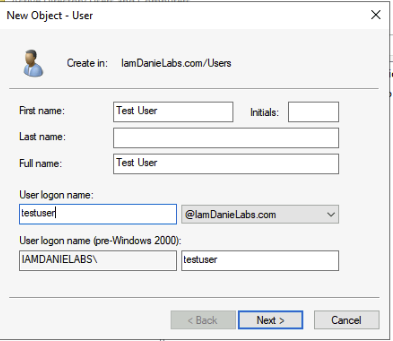 New Object - User
Create in: IamDanieLabs.com/Users
First name: Test User Initials:
Last name:
Full name: Test User
User logon name:
testuser @IamDanieLabs.com
User logon name (pre-Windows 2000):
IAMDANIELABS\ testuser
< Back Next > Cancel